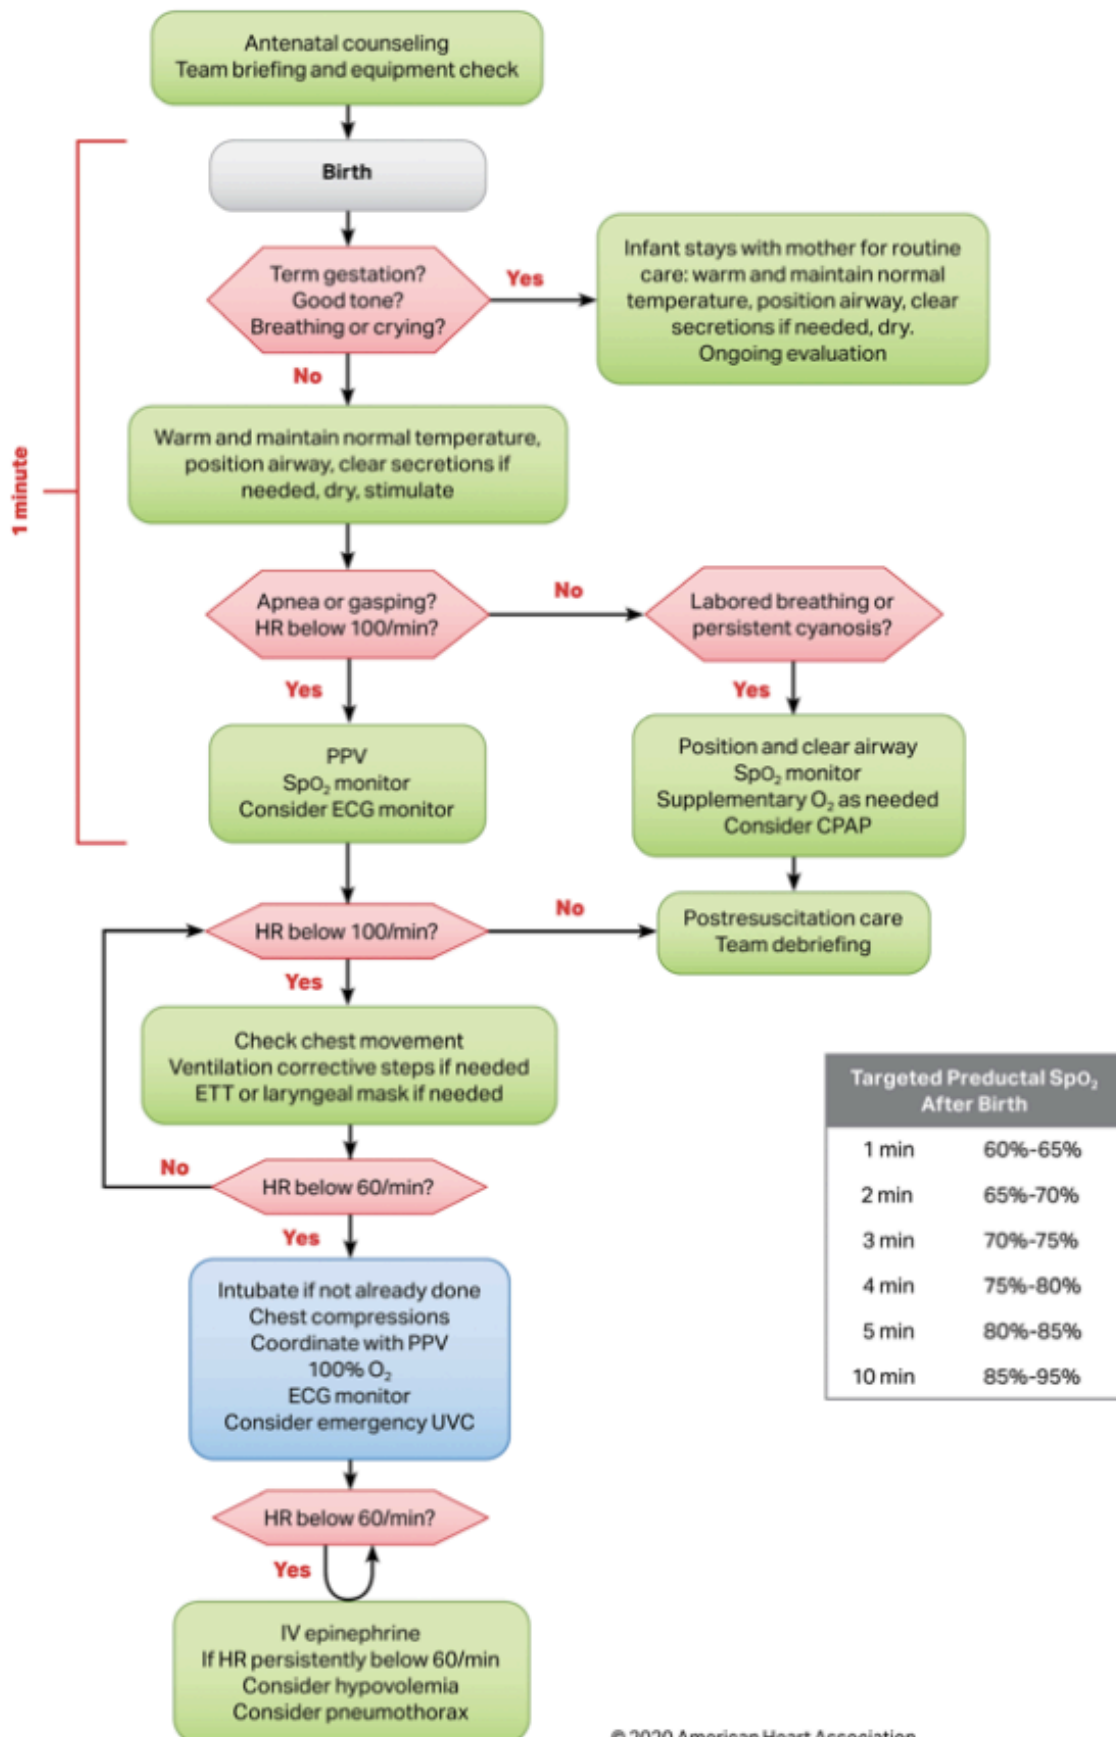 Antenatal counseling
Team briefing and equipment check
Birth
Term gestation?
Good tone?
Breathing or crying?
Yes
Infant stays with mother for routine
care: warm and maintain normal
temperature, position airway, clear
secretions if needed, dry.
Ongoing evaluation
No
Warm and maintain normal temperature,
position airway, clear secretions if
needed, dry, stimulate
1 minute
Apnea or gasping?
HR below 100/min?
No
Labored breathing or
persistent cyanosis?
Yes
Yes
PPV
SpO₂ monitor
Consider ECG monitor
Position and clear airway
SpO₂ monitor
Supplementary O₂ as needed
Consider CPAP
HR below 100/min?
No
Postresuscitation care
Team debriefing
Yes
Check chest movement
Ventilation corrective steps if needed
ETT or laryngeal mask if needed
No
HR below 60/min?
Yes
Intubate if not already done
Chest compressions
Coordinate with PPV
100% O₂
ECG monitor
Consider emergency UVC
HR below 60/min?
Yes
IV epinephrine
If HR persistently below 60/min
Consider hypovolemia
Consider pneumothorax
Targeted Preductal SpO₂
After Birth
1 min 60%-65%
2 min 65%-70%
3 min 70%-75%
4 min 75%-80%
5 min 80%-85%
10 min 85%-95%
© 2020 American Heart Association